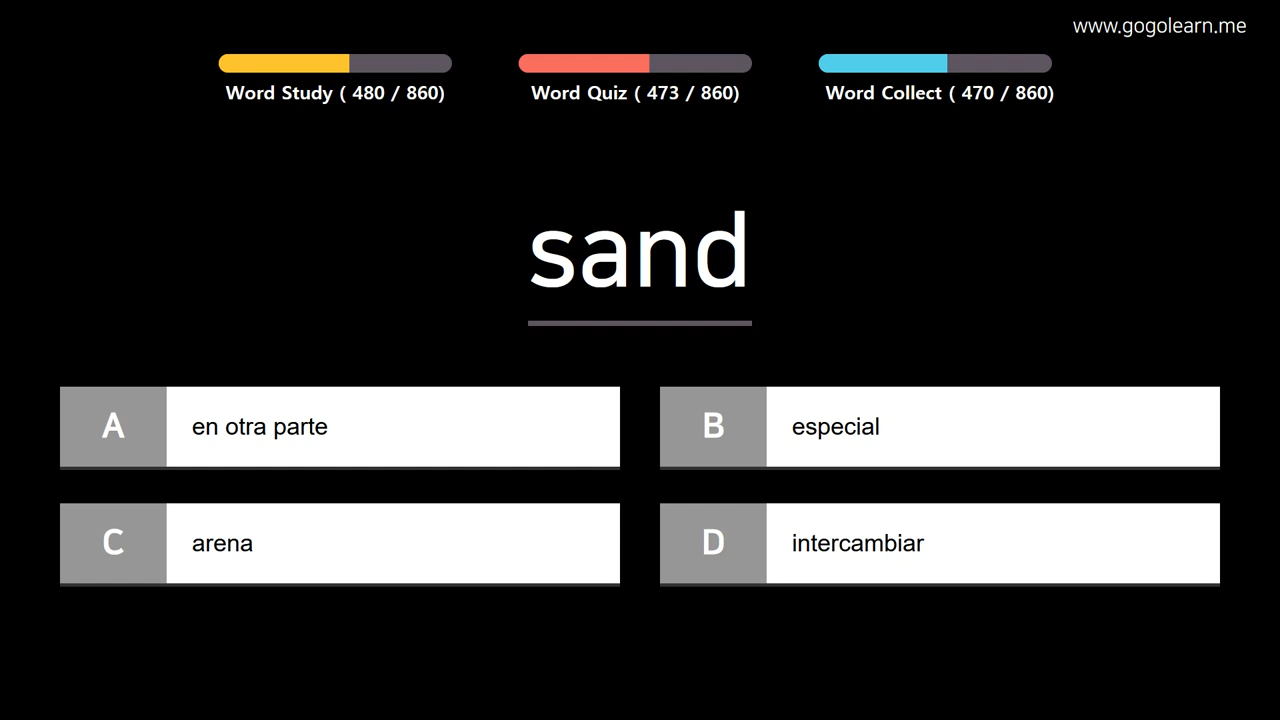 www.gogolearn.me
Word Study ( 480 / 860)
Word Quiz ( 473 / 860)
Word Collect ( 470 / 860)
sand
A en otra parte
B especial
C arena
D intercambiar